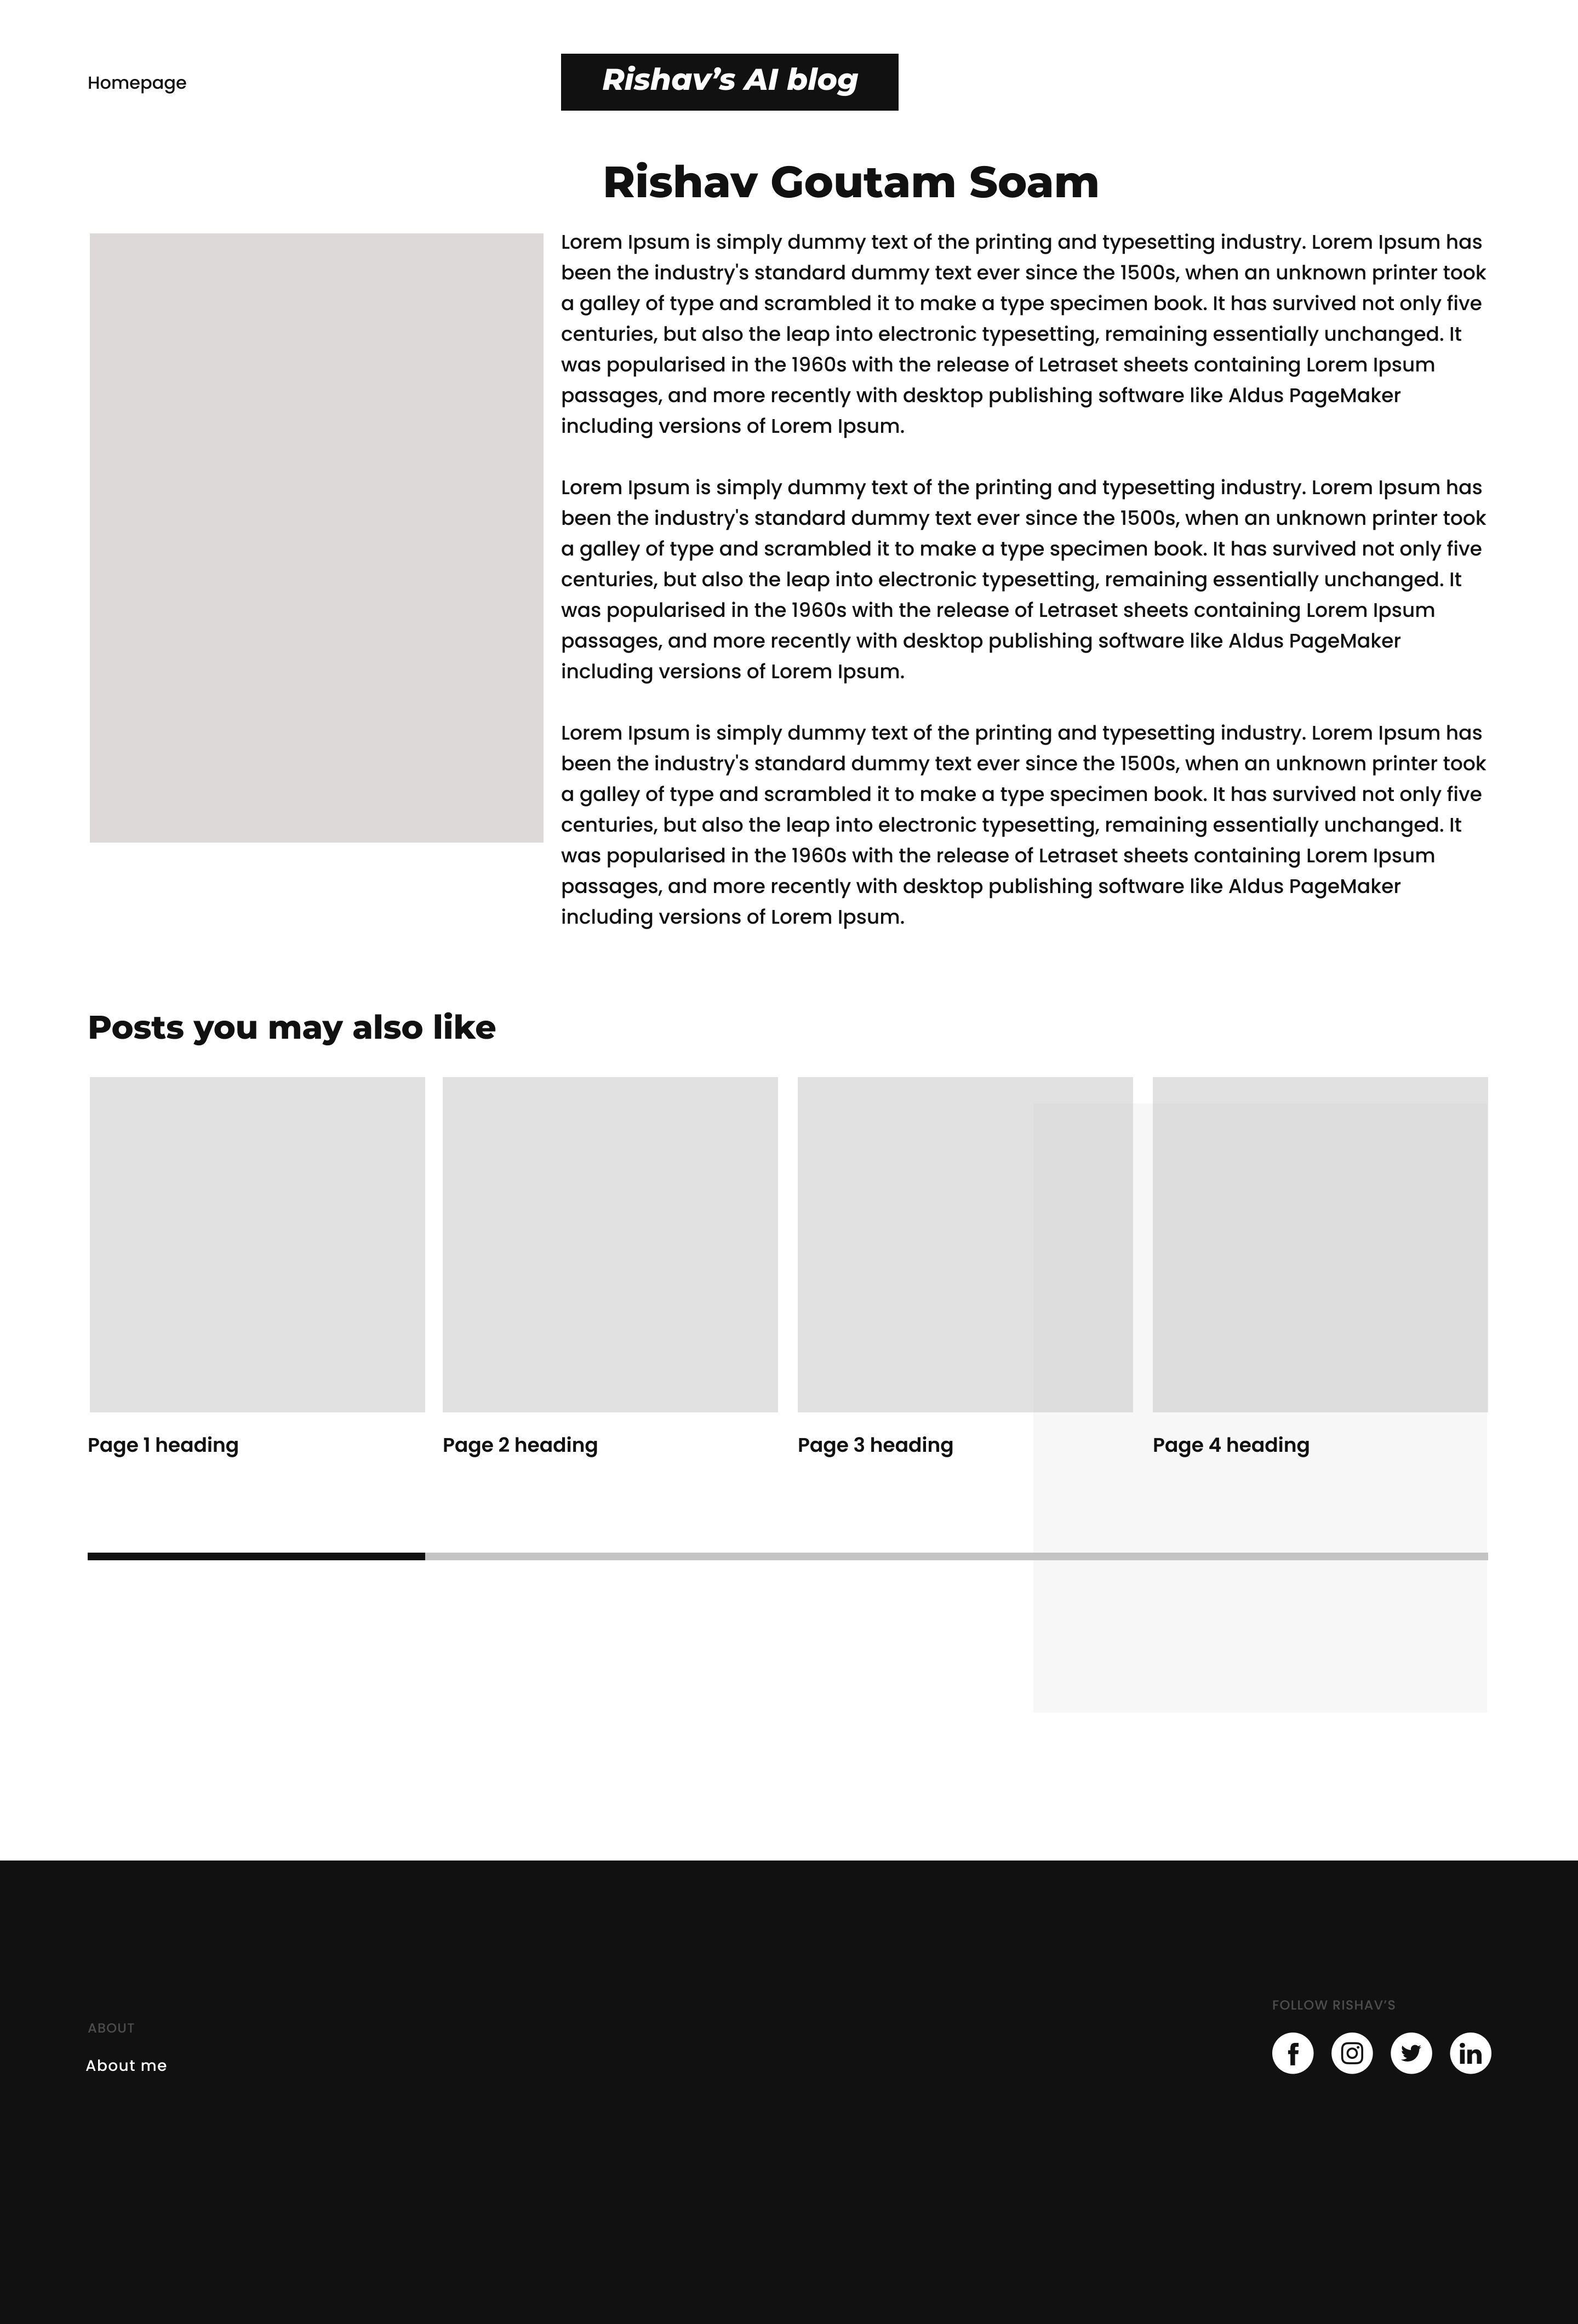 Homepage
Rishav’s AI blog
Rishav Goutam Soam
Lorem Ipsum is simply dummy text of the printing and typesetting industry. Lorem Ipsum has
been the industry's standard dummy text ever since the 1500s, when an unknown printer took
a galley of type and scrambled it to make a type specimen book. It has survived not only five
centuries, but also the leap into electronic typesetting, remaining essentially unchanged. It
was popularised in the 1960s with the release of Letraset sheets containing Lorem Ipsum
passages, and more recently with desktop publishing software like Aldus PageMaker
including versions of Lorem Ipsum.
Lorem Ipsum is simply dummy text of the printing and typesetting industry. Lorem Ipsum has
been the industry's standard dummy text ever since the 1500s, when an unknown printer took
a galley of type and scrambled it to make a type specimen book. It has survived not only five
centuries, but also the leap into electronic typesetting, remaining essentially unchanged. It
was popularised in the 1960s with the release of Letraset sheets containing Lorem Ipsum
passages, and more recently with desktop publishing software like Aldus PageMaker
including versions of Lorem Ipsum.
Lorem Ipsum is simply dummy text of the printing and typesetting industry. Lorem Ipsum has
been the industry's standard dummy text ever since the 1500s, when an unknown printer took
a galley of type and scrambled it to make a type specimen book. It has survived not only five
centuries, but also the leap into electronic typesetting, remaining essentially unchanged. It
was popularised in the 1960s with the release of Letraset sheets containing Lorem Ipsum
passages, and more recently with desktop publishing software like Aldus PageMaker
including versions of Lorem Ipsum.
Posts you may also like
Page 1 heading
Page 2 heading
Page 3 heading
Page 4 heading
ABOUT
About me
FOLLOW RISHAV’S